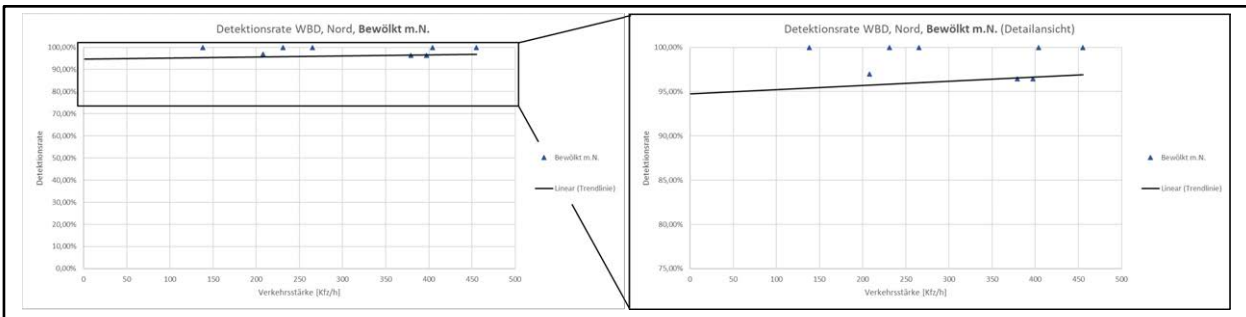 Detektionsrate WBD, Nord, Bewölkt m.N.
100,00%
90,00%
80,00%
70,00%
60,00%
50,00%
40,00%
30,00%
20,00%
10,00%
0,00%
Detektionsrate
0 50 100 150 200 250 300 350 400 450 500
Verkehrsstärke [Kfz/h]
Bewölkt m.N.
Linear (Trendlinie)
Detektionsrate WBD, Nord, Bewölkt m.N. (Detailansicht)
100,00%
95,00%
90,00%
85,00%
80,00%
75,00%
Detektionsrate
0 50 100 150 200 250 300 350 400 450 500
Verkehrsstärke [Kfz/h]
Bewölkt m.N.
Linear (Trendlinie)